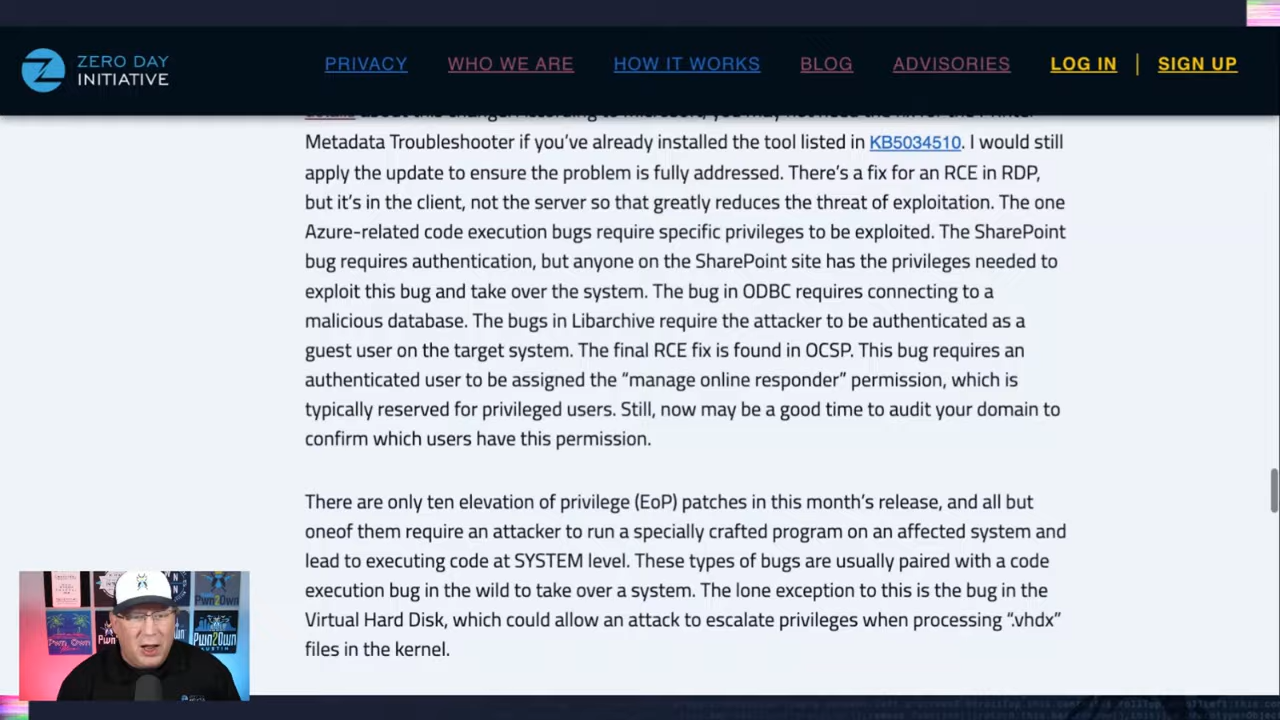 ZERO DAY
INITIATIVE
PRIVACY
WHO WE ARE
HOW IT WORKS
BLOG
ADVISORIES
LOG IN
SIGN UP
Metadata Troubleshooter if you’ve already installed the tool listed in KB5034510. I would still
apply the update to ensure the problem is fully addressed. There’s a fix for an RCE in RDP,
but it’s in the client, not the server so that greatly reduces the threat of exploitation. The one
Azure-related code execution bugs require specific privileges to be exploited. The SharePoint
bug requires authentication, but anyone on the SharePoint site has the privileges needed to
exploit this bug and take over the system. The bug in ODBC requires connecting to a
malicious database. The bugs in Libarchive require the attacker to be authenticated as a
guest user on the target system. The final RCE fix is found in OCSP. This bug requires an
authenticated user to be assigned the “manage online responder” permission, which is
typically reserved for privileged users. Still, now may be a good time to audit your domain to
confirm which users have this permission.
There are only ten elevation of privilege (EoP) patches in this month’s release, and all but
oneof them require an attacker to run a specially crafted program on an affected system and
lead to executing code at SYSTEM level. These types of bugs are usually paired with a code
execution bug in the wild to take over a system. The lone exception to this is the bug in the
Virtual Hard Disk, which could allow an attack to escalate privileges when processing “.vhdx”
files in the kernel.
Pwn2Own
Pwn2Own
AUSTIN